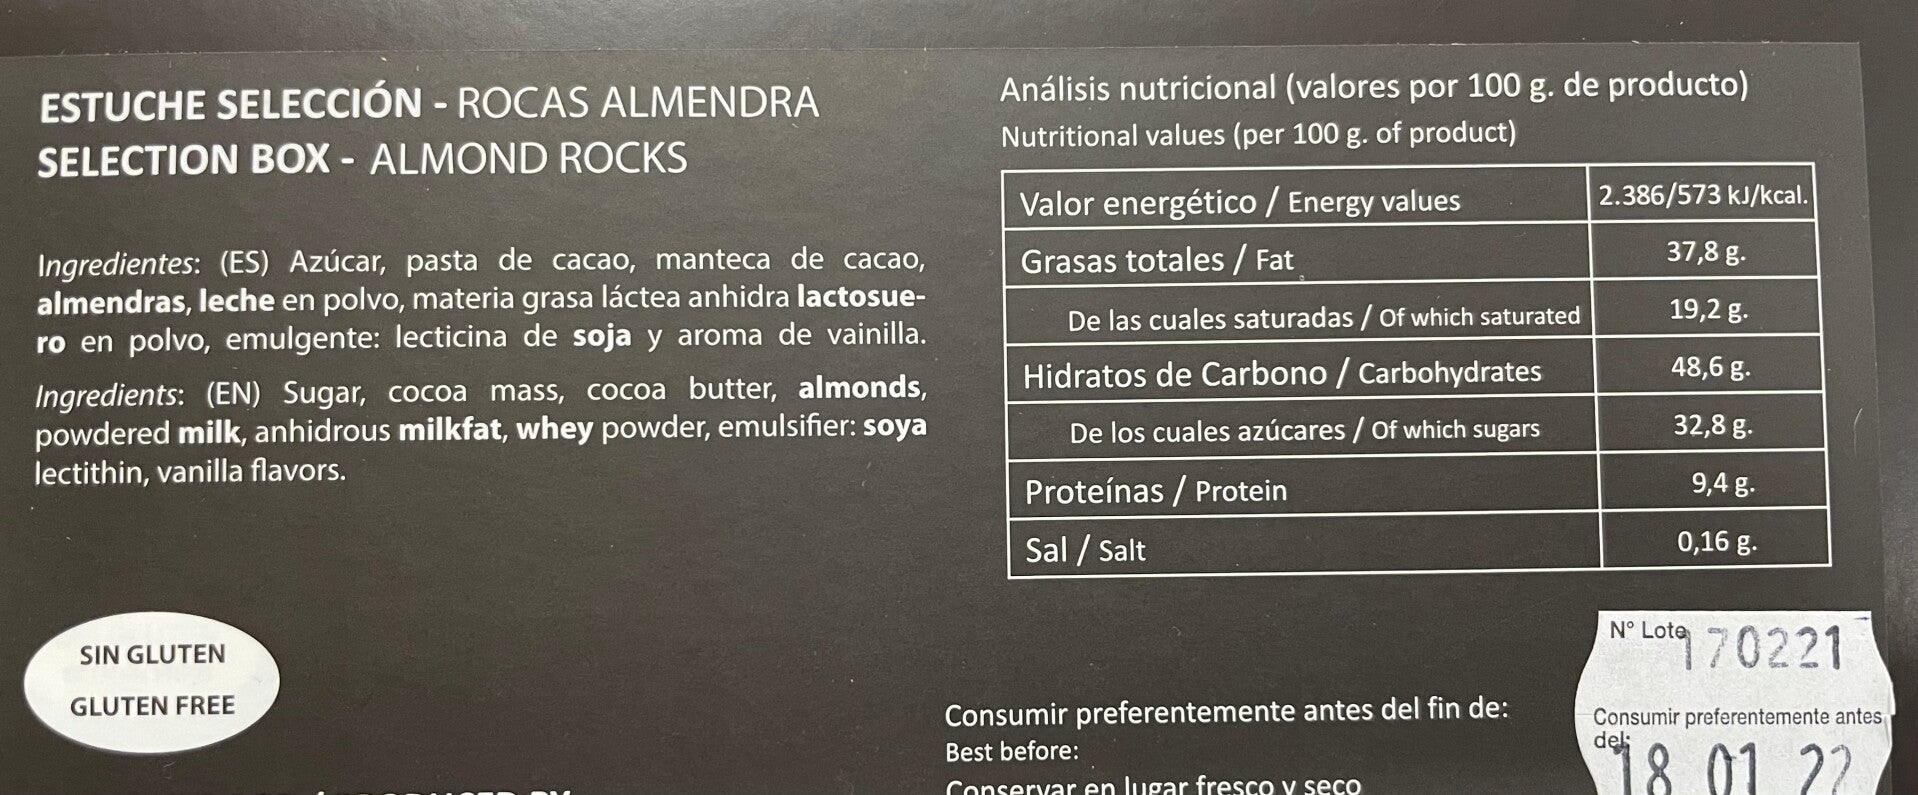 ESTUCHE SELECCIÓN - ROCAS ALMENDRA
SELECTION BOX - ALMOND ROCKS
Ingredientes: (ES) Azúcar, pasta de cacao, manteca de cacao,
almendras, leche en polvo, materia grasa láctea anhidra lactosue-
ro en polvo, emulgente: lecticina de soja y aroma de vainilla.
Ingredients: (EN) Sugar, cocoa mass, cocoa butter, almonds,
powdered milk, anhidrous milkfat, whey powder, emulsifier: soya
lectithin, vanilla flavors.
SIN GLUTEN
GLUTEN FREE
Análisis nutricional (valores por 100 g. de producto)
Nutritional values (per 100 g. of product)
Valor energético / Energy values 2.386/573 kJ/kcal.
Grasas totales / Fat 37,8 g.
De las cuales saturadas / Of which saturated 19,2 g.
Hidratos de Carbono / Carbohydrates 48,6 g.
De los cuales azúcares / Of which sugars 32,8 g.
Proteínas / Protein 9,4 g.
Sal / Salt 0,16 g.
Consumir preferentemente antes del fin de:
Best before:
Conservar en lugar fresco y seco
Nº Lote 170221
Consumir preferentemente antes
del: 18 01 22